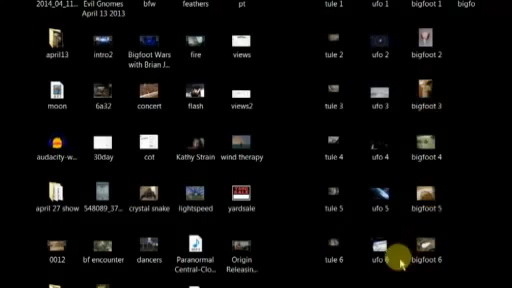 2014_04_11...
Evil Gnomes
April 13 2013
bfw
feathers
pt
tule 1
ufo 1
bigfoot 1
bigfo
april13
intro2
Bigfoot Wars
with Brian J...
fire
views
tule 2
ufo 2
bigfoot 2
moon
6a32
concert
flash
views2
tule 3
ufo 3
bigfoot 3
audacity-w...
30day
cot
Kathy Strain
wind therapy
tule 4
ufo 4
bigfoot 4
april 27 show
548089_37...
crystal snake
lightspeed
yardsale
tule 5
ufo 5
bigfoot 5
0012
bf encounter
dancers
Paranormal
Central-Clo...
Origin
Releasin...
tule 6
ufo 6
bigfoot 6